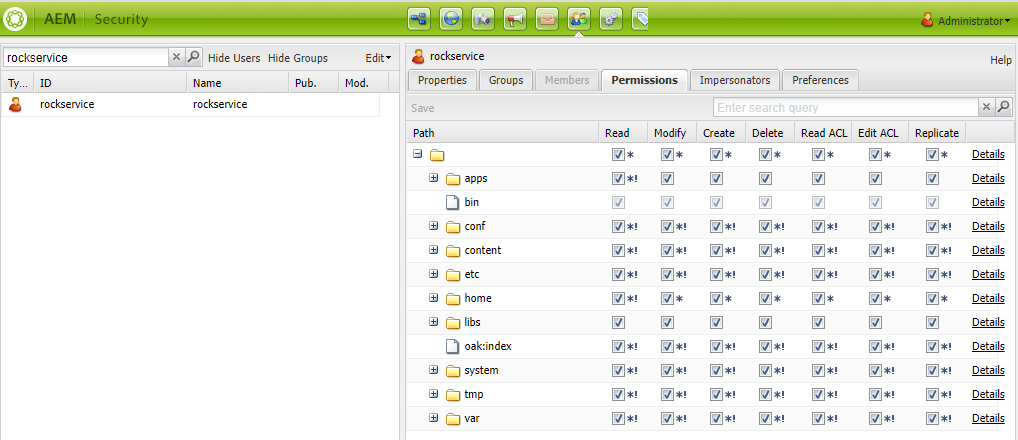 AEM Security Administrator
rockservice Hide Users Hide Groups Edit
Ty... ID Name Pub. Mod.
rockservice rockservice
rockservice Help
Properties Groups Members Permissions Impersonators Preferences
Save Enter search query
Path Read Modify Create Delete Read ACL Edit ACL Replicate
* * * * * * * Details
apps *! Details
bin Details
conf *! *! *! *! *! *! *! Details
content *! *! *! *! *! *! *! Details
etc *! *! *! *! *! *! *! Details
home *! * * * *! * * Details
libs Details
oak:index *! *! *! *! *! *! *! Details
system *! *! *! *! *! *! *! Details
tmp *! *! *! *! *! *! *! Details
var *! *! *! *! *! *! *! Details